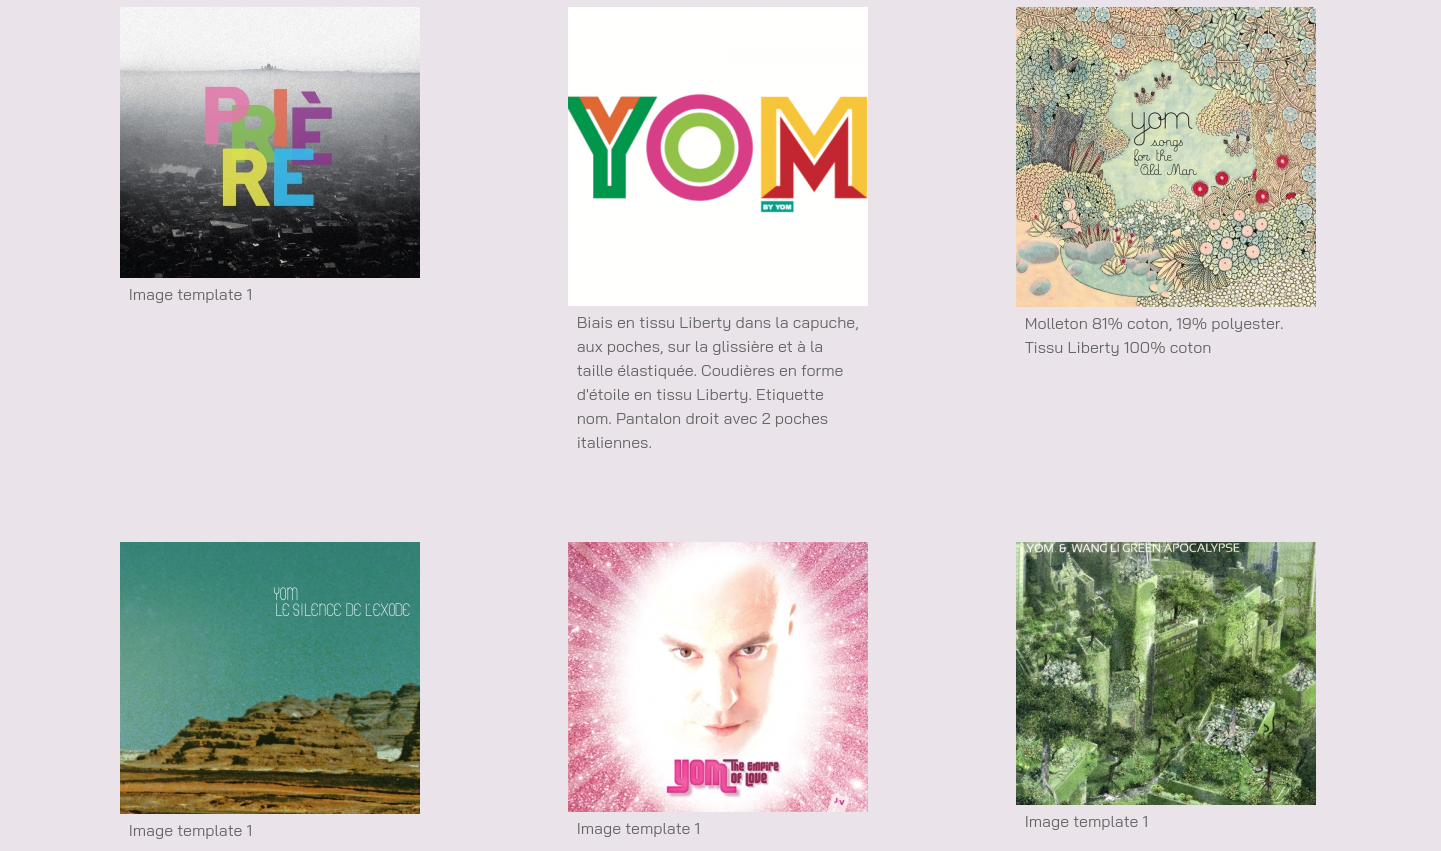 PRIÈ
RE
Image template 1
YOM
BY YOM
Biais en tissu Liberty dans la capuche,
aux poches, sur la glissière et à la
taille élastiquée. Coudières en forme
d'étoile en tissu Liberty. Etiquette
nom. Pantalon droit avec 2 poches
italiennes.
yom
songs
for the
Old Man
Molleton 81% coton, 19% polyester.
Tissu Liberty 100% coton
YOM
LE SILENCE DE L'EXODE
Image template 1
yom The Empire
OF LOVE
JV
Image template 1
YOM & WANG LI GREEN APOCALYPSE
Image template 1